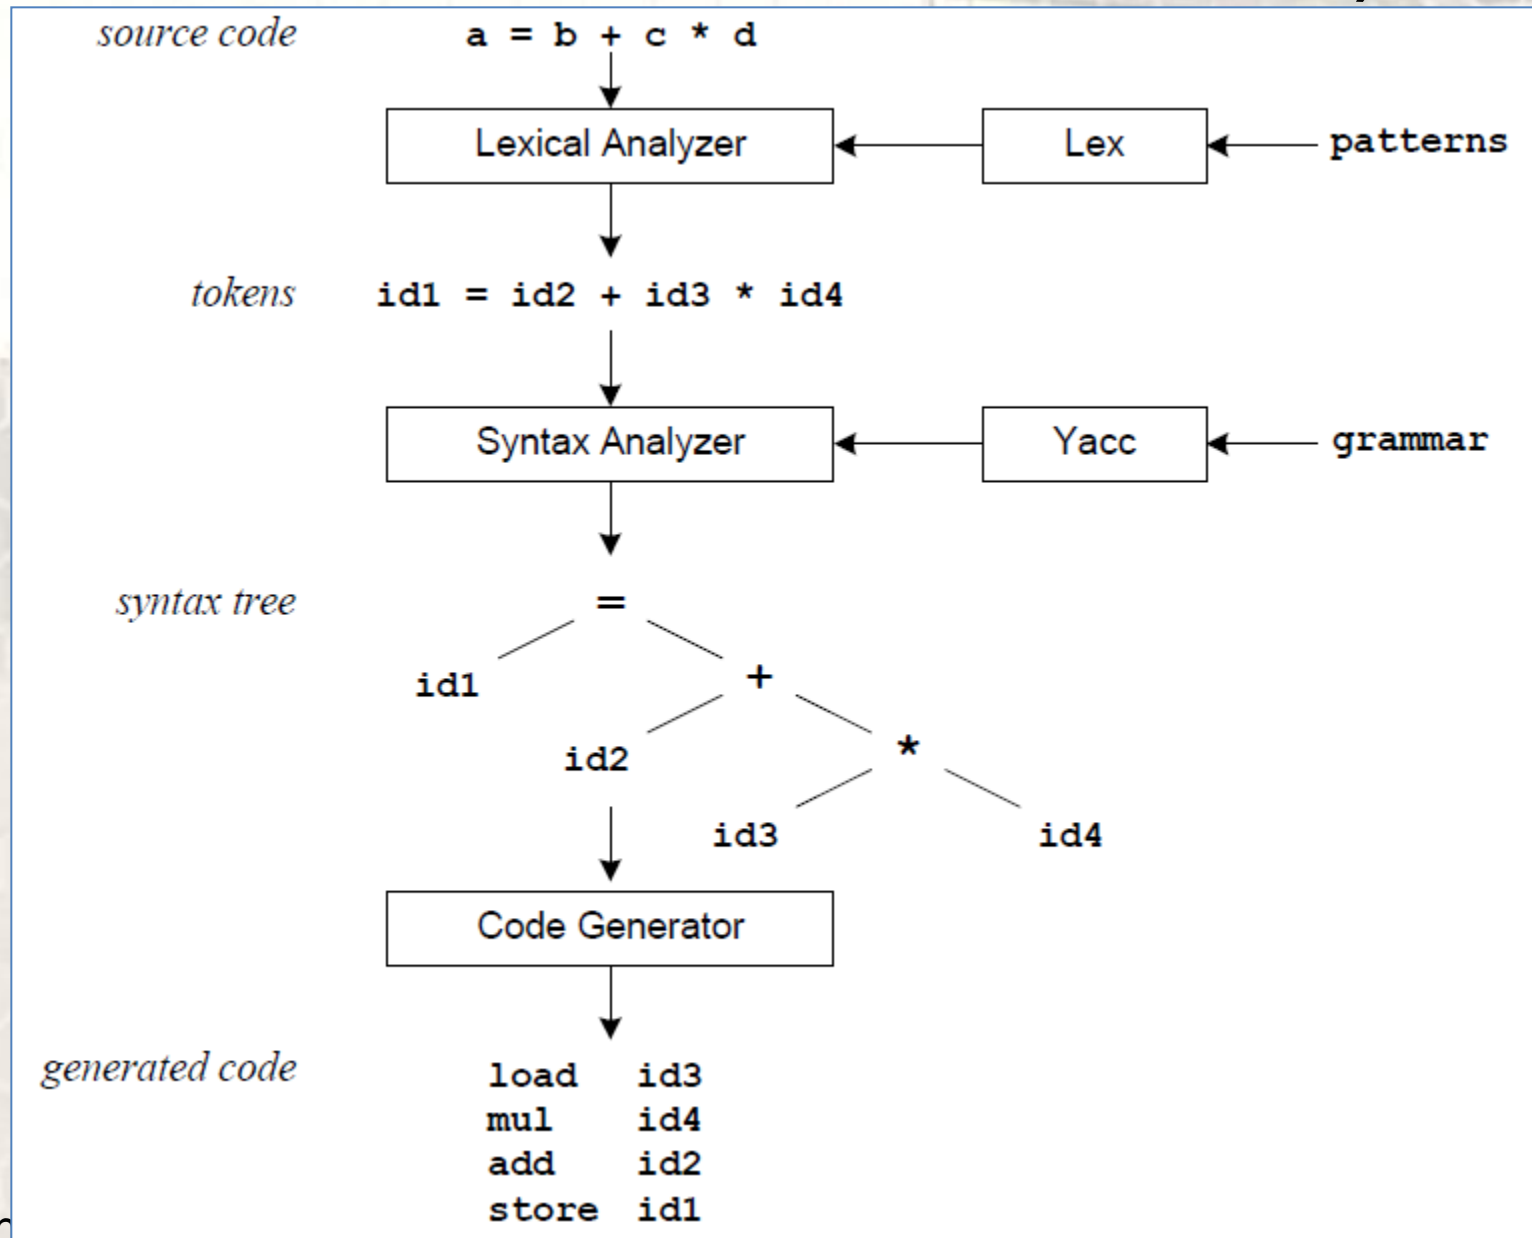 source code a = b + c * d
Lexical Analyzer Lex patterns
tokens id1 = id2 + id3 * id4
Syntax Analyzer Yacc grammar
syntax tree =
id1 +
id2 *
id3 id4
Code Generator
generated code load id3
mul id4
add id2
store id1